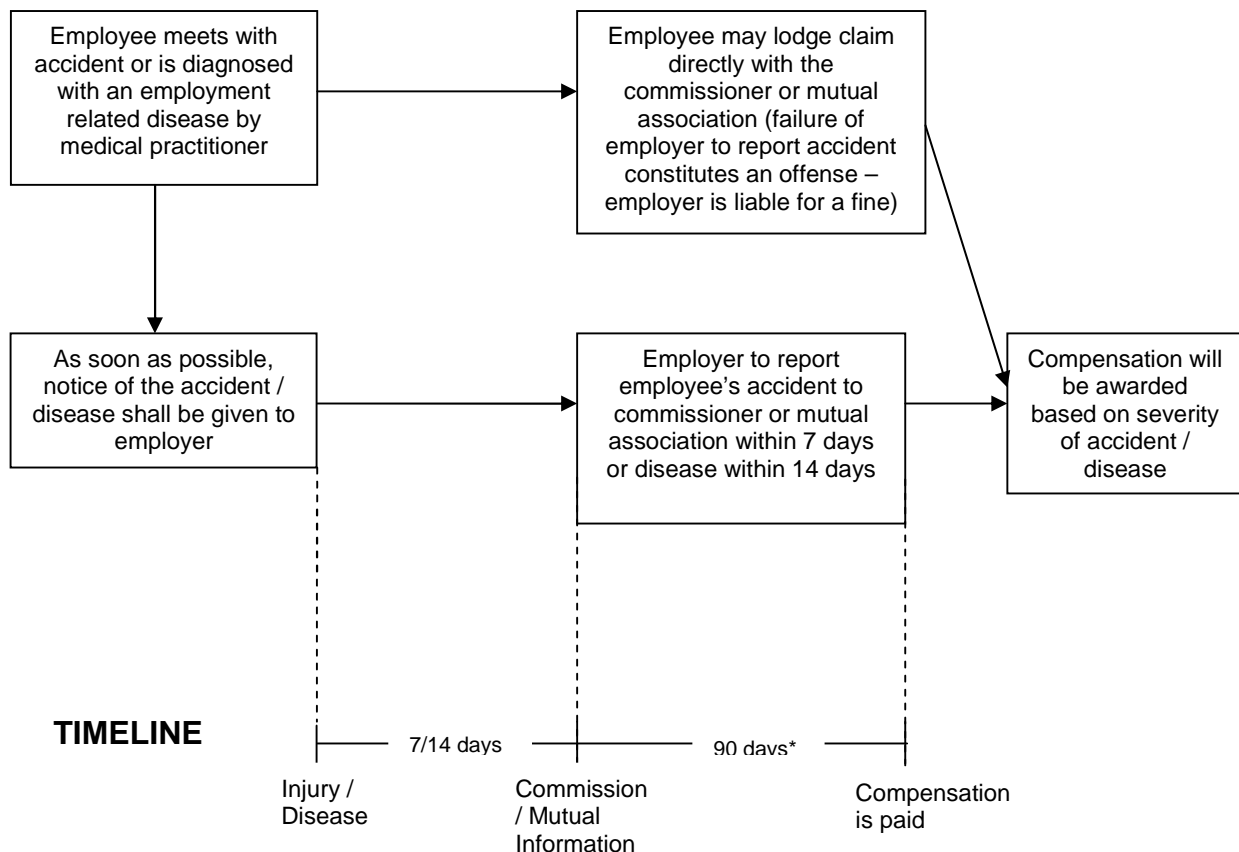 Employee meets with
accident or is diagnosed
with an employment
related disease by
medical practitioner
Employee may lodge claim
directly with the
commissioner or mutual
association (failure of
employer to report accident
constitutes an offense –
employer is liable for a fine)
As soon as possible,
notice of the accident /
disease shall be given to
employer
Employer to report
employee’s accident to
commissioner or mutual
association within 7 days
or disease within 14 days
Compensation will
be awarded
based on severity
of accident /
disease
TIMELINE
7/14 days
90 days*
Injury /
Disease
Commission
/ Mutual
Information
Compensation
is paid